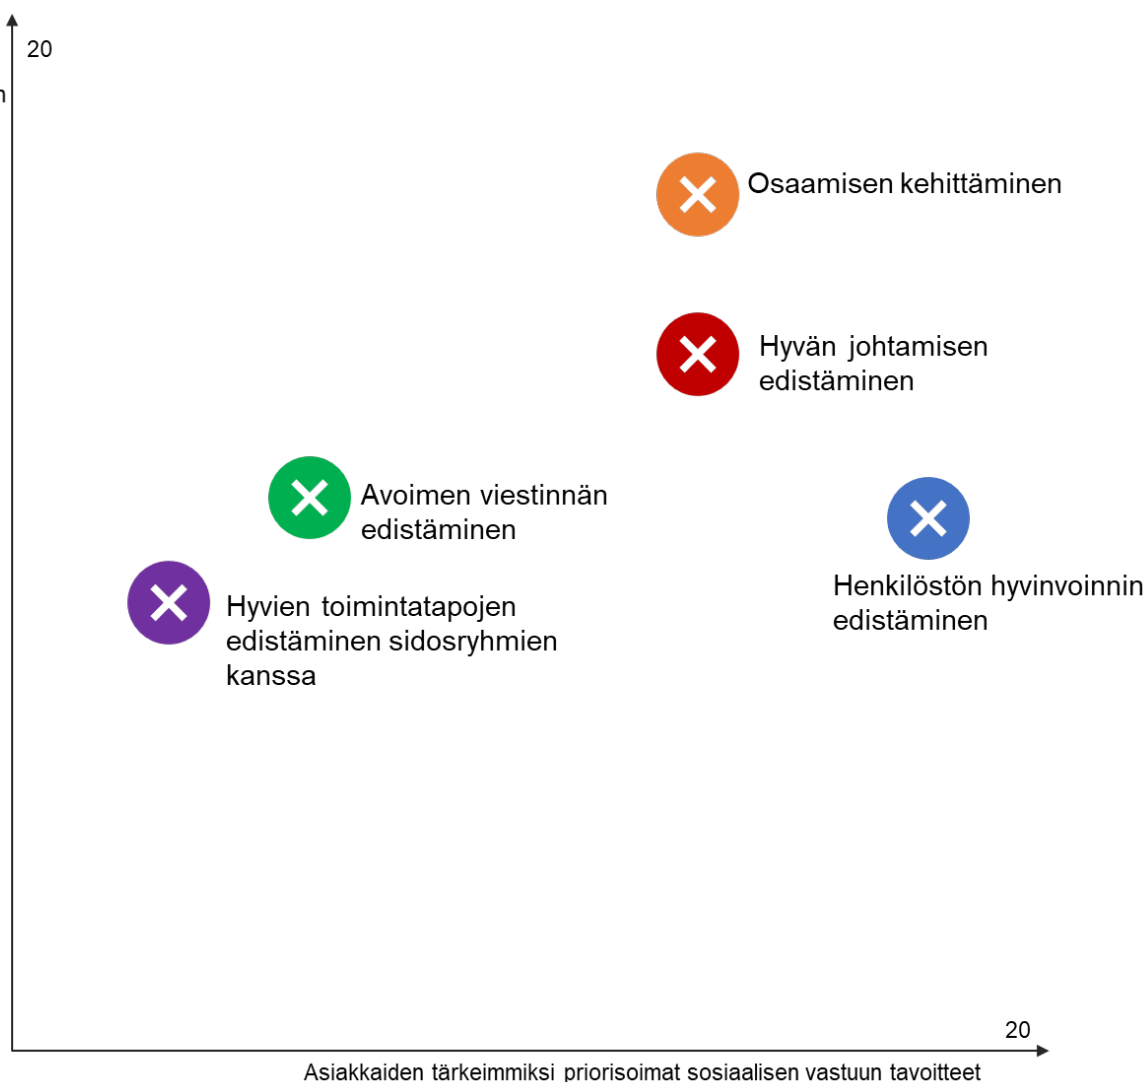 20
Osaamisen kehittäminen
Hyvän johtamisen
edistäminen
Avoimen viestinnän
edistäminen
Henkilöstön hyvinvoinnin
edistäminen
Hyvien toimintatapojen
edistäminen sidosryhmien
kanssa
20
Asiakkaiden tärkeimmiksi priorisoimat sosiaalisen vastuun tavoitteet